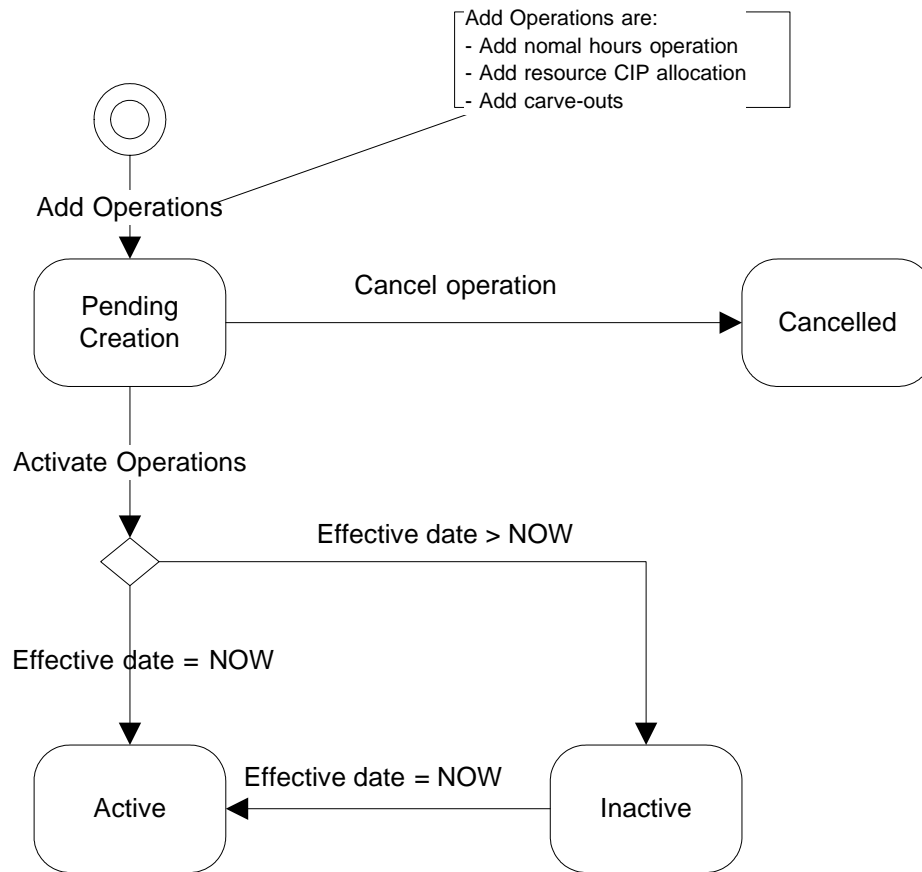 Add Operations are:
- Add nomal hours operation
- Add resource CIP allocation
- Add carve-outs
Add Operations
Pending
Creation
Cancel operation
Cancelled
Activate Operations
Effective date > NOW
Effective date = NOW
Active
Effective date = NOW
Inactive